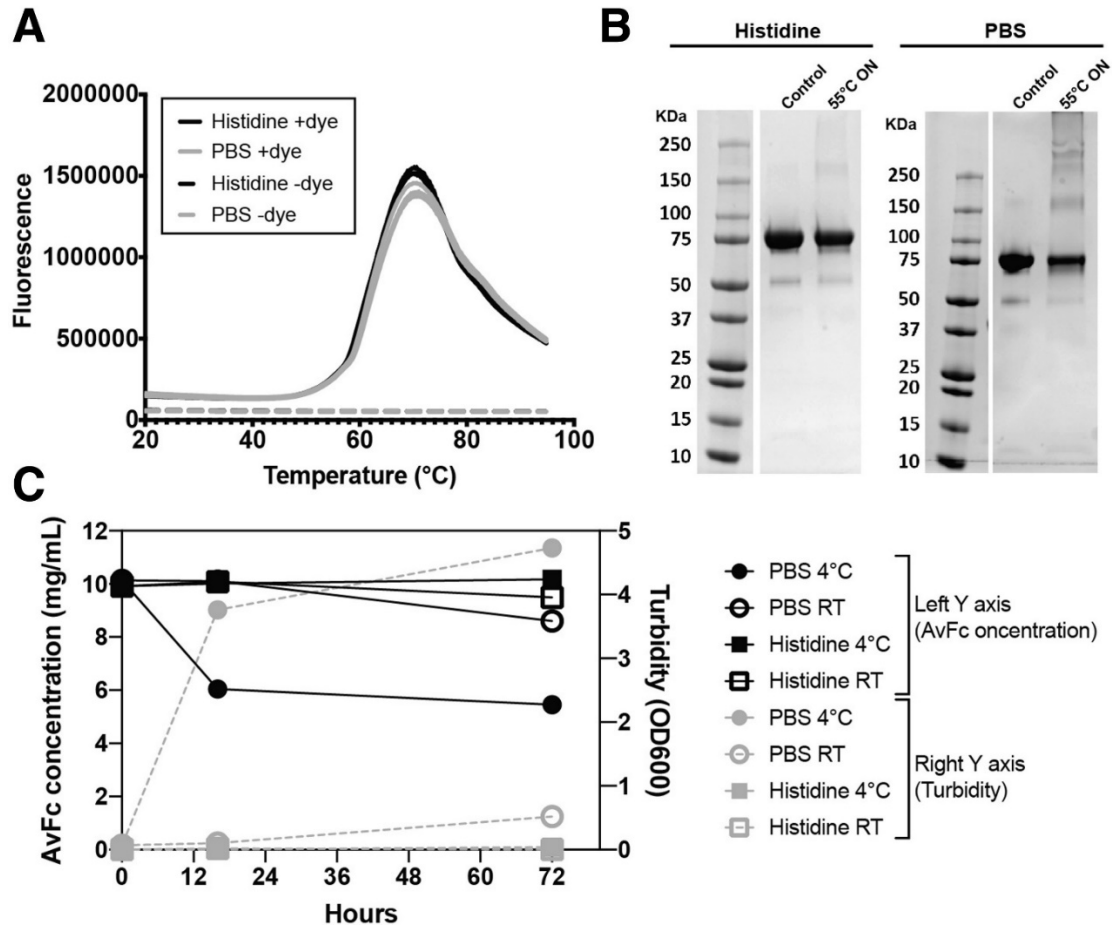 A
2000000
1500000
1000000
500000
0
Fluorescence
Histidine +dye
PBS +dye
Histidine -dye
PBS -dye
20 40 60 80 100
Temperature (°C)
B
Histidine
Control
55°C ON
KDa
250
150
100
75
50
37
25
20
15
10
PBS
Control
55°C ON
KDa
250
150
100
75
50
37
25
20
15
10
C
AvFc concentration (mg/mL)
12
10
8
6
4
2
0
5
4
3
2
1
0
Turbidity (OD600)
0 12 24 36 48 60 72
Hours
PBS 4°C
PBS RT
Histidine 4°C
Histidine RT
Left Y axis
(AvFc oncentration)
PBS 4°C
PBS RT
Histidine 4°C
Histidine RT
Right Y axis
(Turbidity)